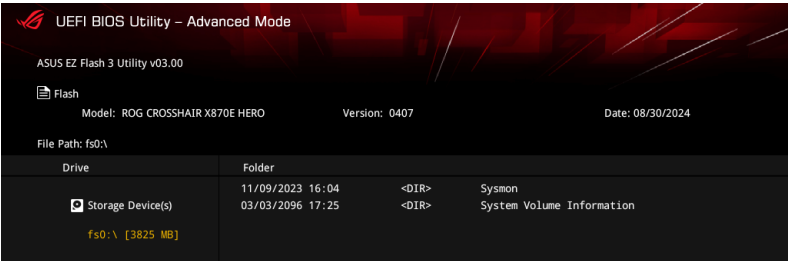 UEFI BIOS Utility – Advanced Mode
ASUS EZ Flash 3 Utility v03.00
Flash
Model: ROG CROSSHAIR X870E HERO Version: 0407 Date: 08/30/2024
File Path: fs0:\
Drive Folder
11/09/2023 16:04 <DIR> Sysmon
Storage Device(s) 03/03/2096 17:25 <DIR> System Volume Information
fs0:\ [3825 MB]